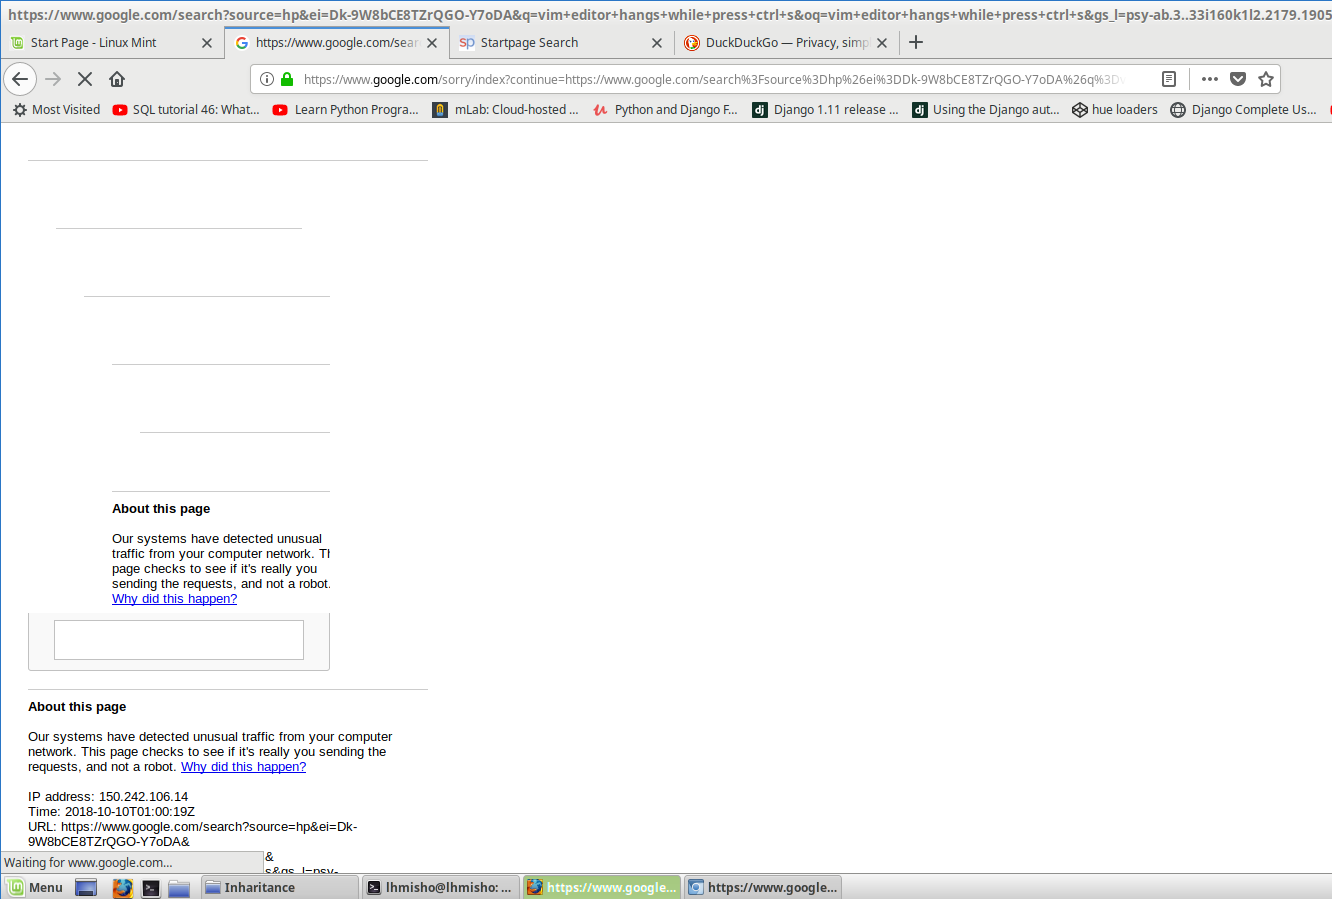 https://www.google.com/search?source=hp&ei=Dk-9W8bCE8TZrQGO-Y7oDA&q=vim+editor+hangs+while+press+ctrl+s&oq=vim+editor+hangs+while+press+ctrl+s&gs_l=psy-ab.3..33i160k1l2.2179.1905
Start Page - Linux Mint
https://www.google.com/sear
Startpage Search
DuckDuckGo — Privacy, simp
https://www.google.com/sorry/index?continue=https://www.google.com/search%3Fsource%3Dhp%26ei%3DDk-9W8bCE8TZrQGO-Y7oDA%26q%3D
Most Visited
SQL tutorial 46: What...
Learn Python Progra...
mLab: Cloud-hosted ...
Python and Django F...
Django 1.11 release ...
Using the Django aut...
hue loaders
Django Complete Us...
About this page
Our systems have detected unusual
traffic from your computer network. Th
page checks to see if it's really you
sending the requests, and not a robot.
Why did this happen?
About this page
Our systems have detected unusual traffic from your computer
network. This page checks to see if it's really you sending the
requests, and not a robot. Why did this happen?
IP address: 150.242.106.14
Time: 2018-10-10T01:00:19Z
URL: https://www.google.com/search?source=hp&ei=Dk-
9W8bCE8TZrQGO-Y7oDA&
&
s&gs_l=psy-
Waiting for www.google.com...
Menu
Inharitance
lhmisho@lhmisho: ...
https://www.google...
https://www.google...